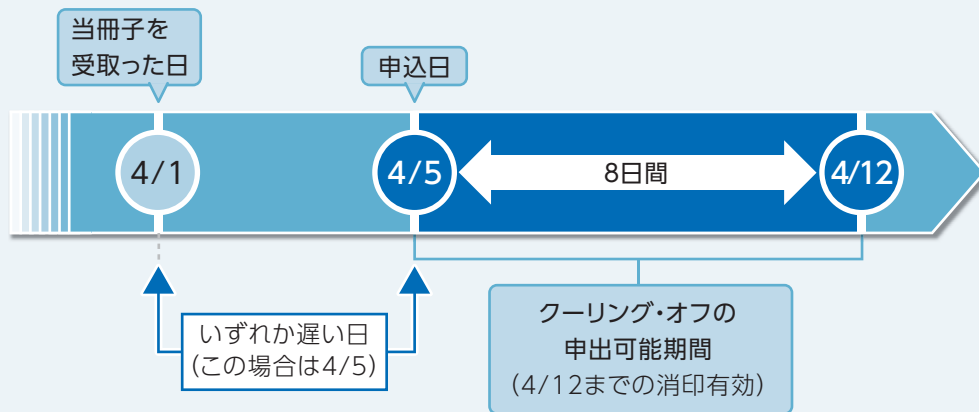 当冊子を
受取った日
申込日
4/1
4/5
8日間
4/12
いずれか遅い日
(この場合は4/5)
クーリング・オフの
申出可能期間
(4/12までの消印有効)